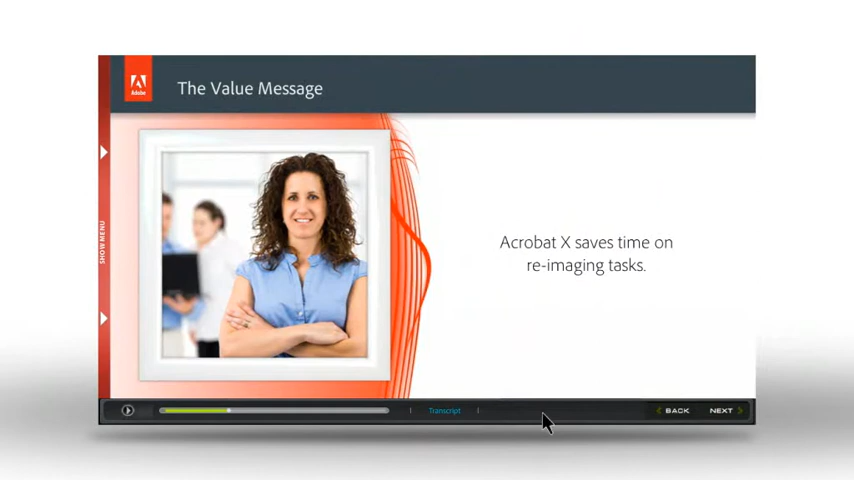 Adobe
The Value Message
SHOW MENU
Acrobat X saves time on
re-imaging tasks.
Transcript
BACK
NEXT